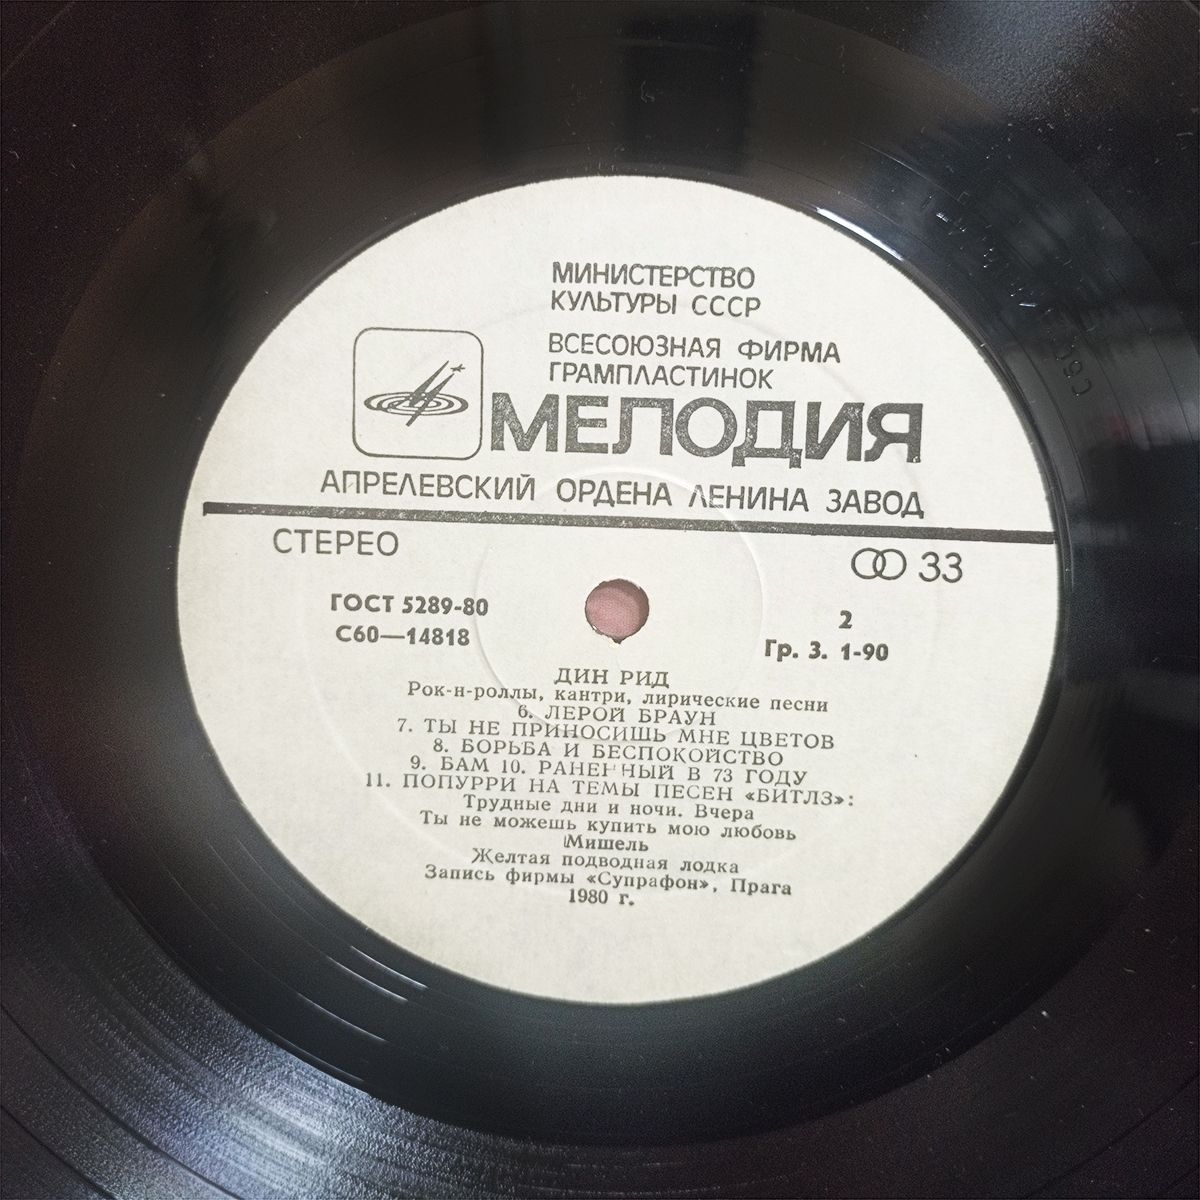 МИНИСТЕРСТВО
КУЛЬТУРЫ СССР
ВСЕСОЮЗНАЯ ФИРМА
ГРАМПЛАСТИНОК
МЕЛОДИЯ
АПРЕЛЕВСКИЙ ОРДЕНА ЛЕНИНА ЗАВОД
СТЕРЕО
33
ГОСТ 5289-80
С60—14818
2
Гр. 3. 1-90
ДИН РИД
Рок-н-роллы, кантри, лирические песни
6. ЛЕРОЙ БРАУН
7. ТЫ НЕ ПРИНОСИШЬ МНЕ ЦВЕТОВ
8. БОРЬБА И БЕСПОКОЙСТВО
9. БАМ 10. РАНЕННЫЙ В 73 ГОДУ
11. ПОПУРРИ НА ТЕМЫ ПЕСЕН «БИТЛЗ»:
Трудные дни и ночи. Вчера
Ты не можешь купить мою любовь
Мишель
Желтая подводная лодка
Запись фирмы «Супрафон», Прага
1980 г.